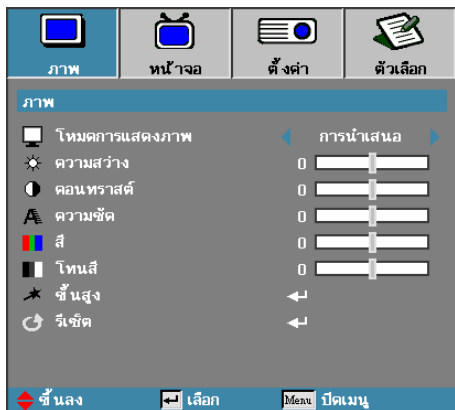 ภาพ หน้าจอ ตั้งค่า ตัวเลือก
ภาพ
โหมดการแสดงภาพ การนำเสนอ
ความสว่าง 0
คอนทราสต์ 0
ความชัด 0
สี 0
โทนสี 0
ขั้นสูง
รีเซ็ต
ขึ้นลง เลือก Menu ปิดเมนู